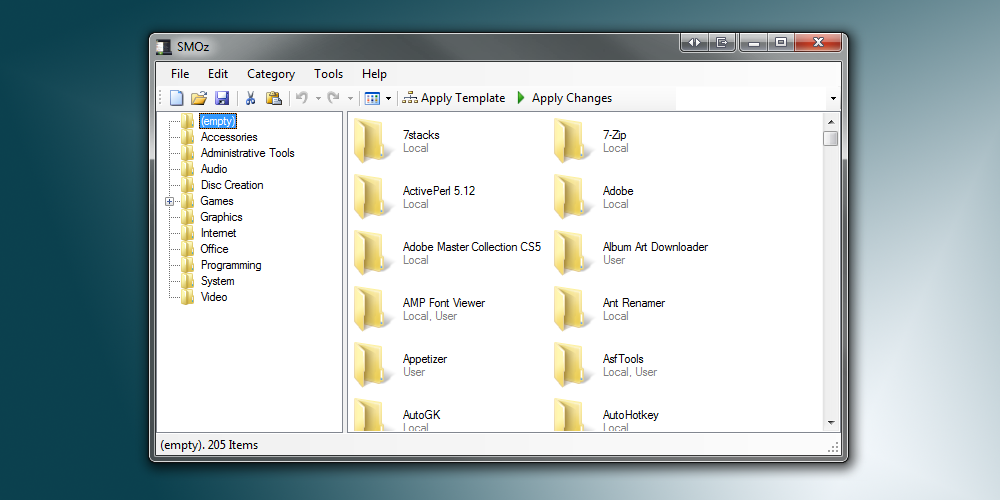 SMOz
File Edit Category Tools Help
Apply Template Apply Changes
(empty)
Accessories
Administrative Tools
Audio
Disc Creation
Games
Graphics
Internet
Office
Programming
System
Video
7stacks
Local
7-Zip
Local
ActivePerl 5.12
Local
Adobe
Local
Adobe Master Collection CS5
Local
Album Art Downloader
User
AMP Font Viewer
Local, User
Ant Renamer
Local
Appetizer
User
AsfTools
Local, User
AutoGK
Local
AutoHotkey
Local
(empty). 205 Items